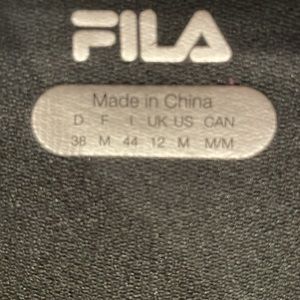 FILA
Made in China
D F I UK US CAN
38 M 44 12 M M/M